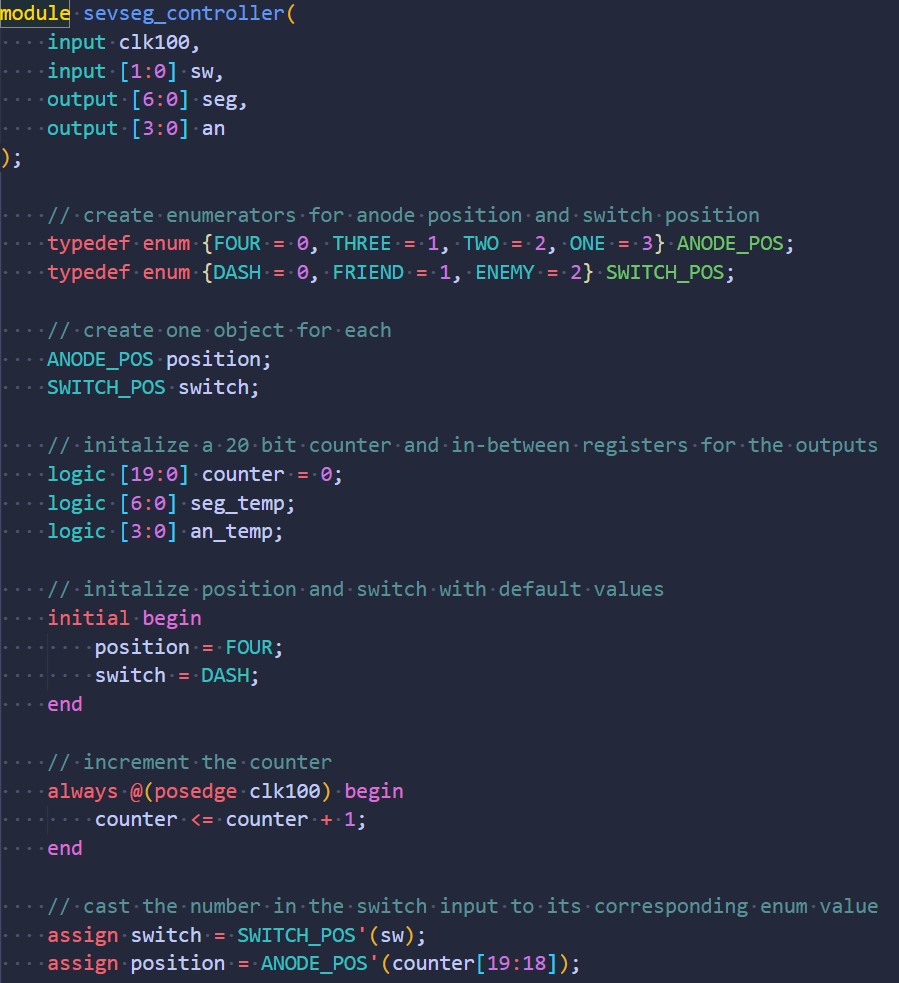 module sevseg_controller(
    input clk100,
    input [1:0] sw,
    output [6:0] seg,
    output [3:0] an
);
    // create enumerators for anode position and switch position
    typedef enum {FOUR = 0, THREE = 1, TWO = 2, ONE = 3} ANODE_POS;
    typedef enum {DASH = 0, FRIEND = 1, ENEMY = 2} SWITCH_POS;
    // create one object for each
    ANODE_POS position;
    SWITCH_POS switch;
    // initalize a 20 bit counter and in-between registers for the outputs
    logic [19:0] counter = 0;
    logic [6:0] seg_temp;
    logic [3:0] an_temp;
    // initalize position and switch with default values
    initial begin
        position = FOUR;
        switch = DASH;
    end
    // increment the counter
    always @(posedge clk100) begin
        counter <= counter + 1;
    end
    // cast the number in the switch input to its corresponding enum value
    assign switch = SWITCH_POS'(sw);
    assign position = ANODE_POS'(counter[19:18]);